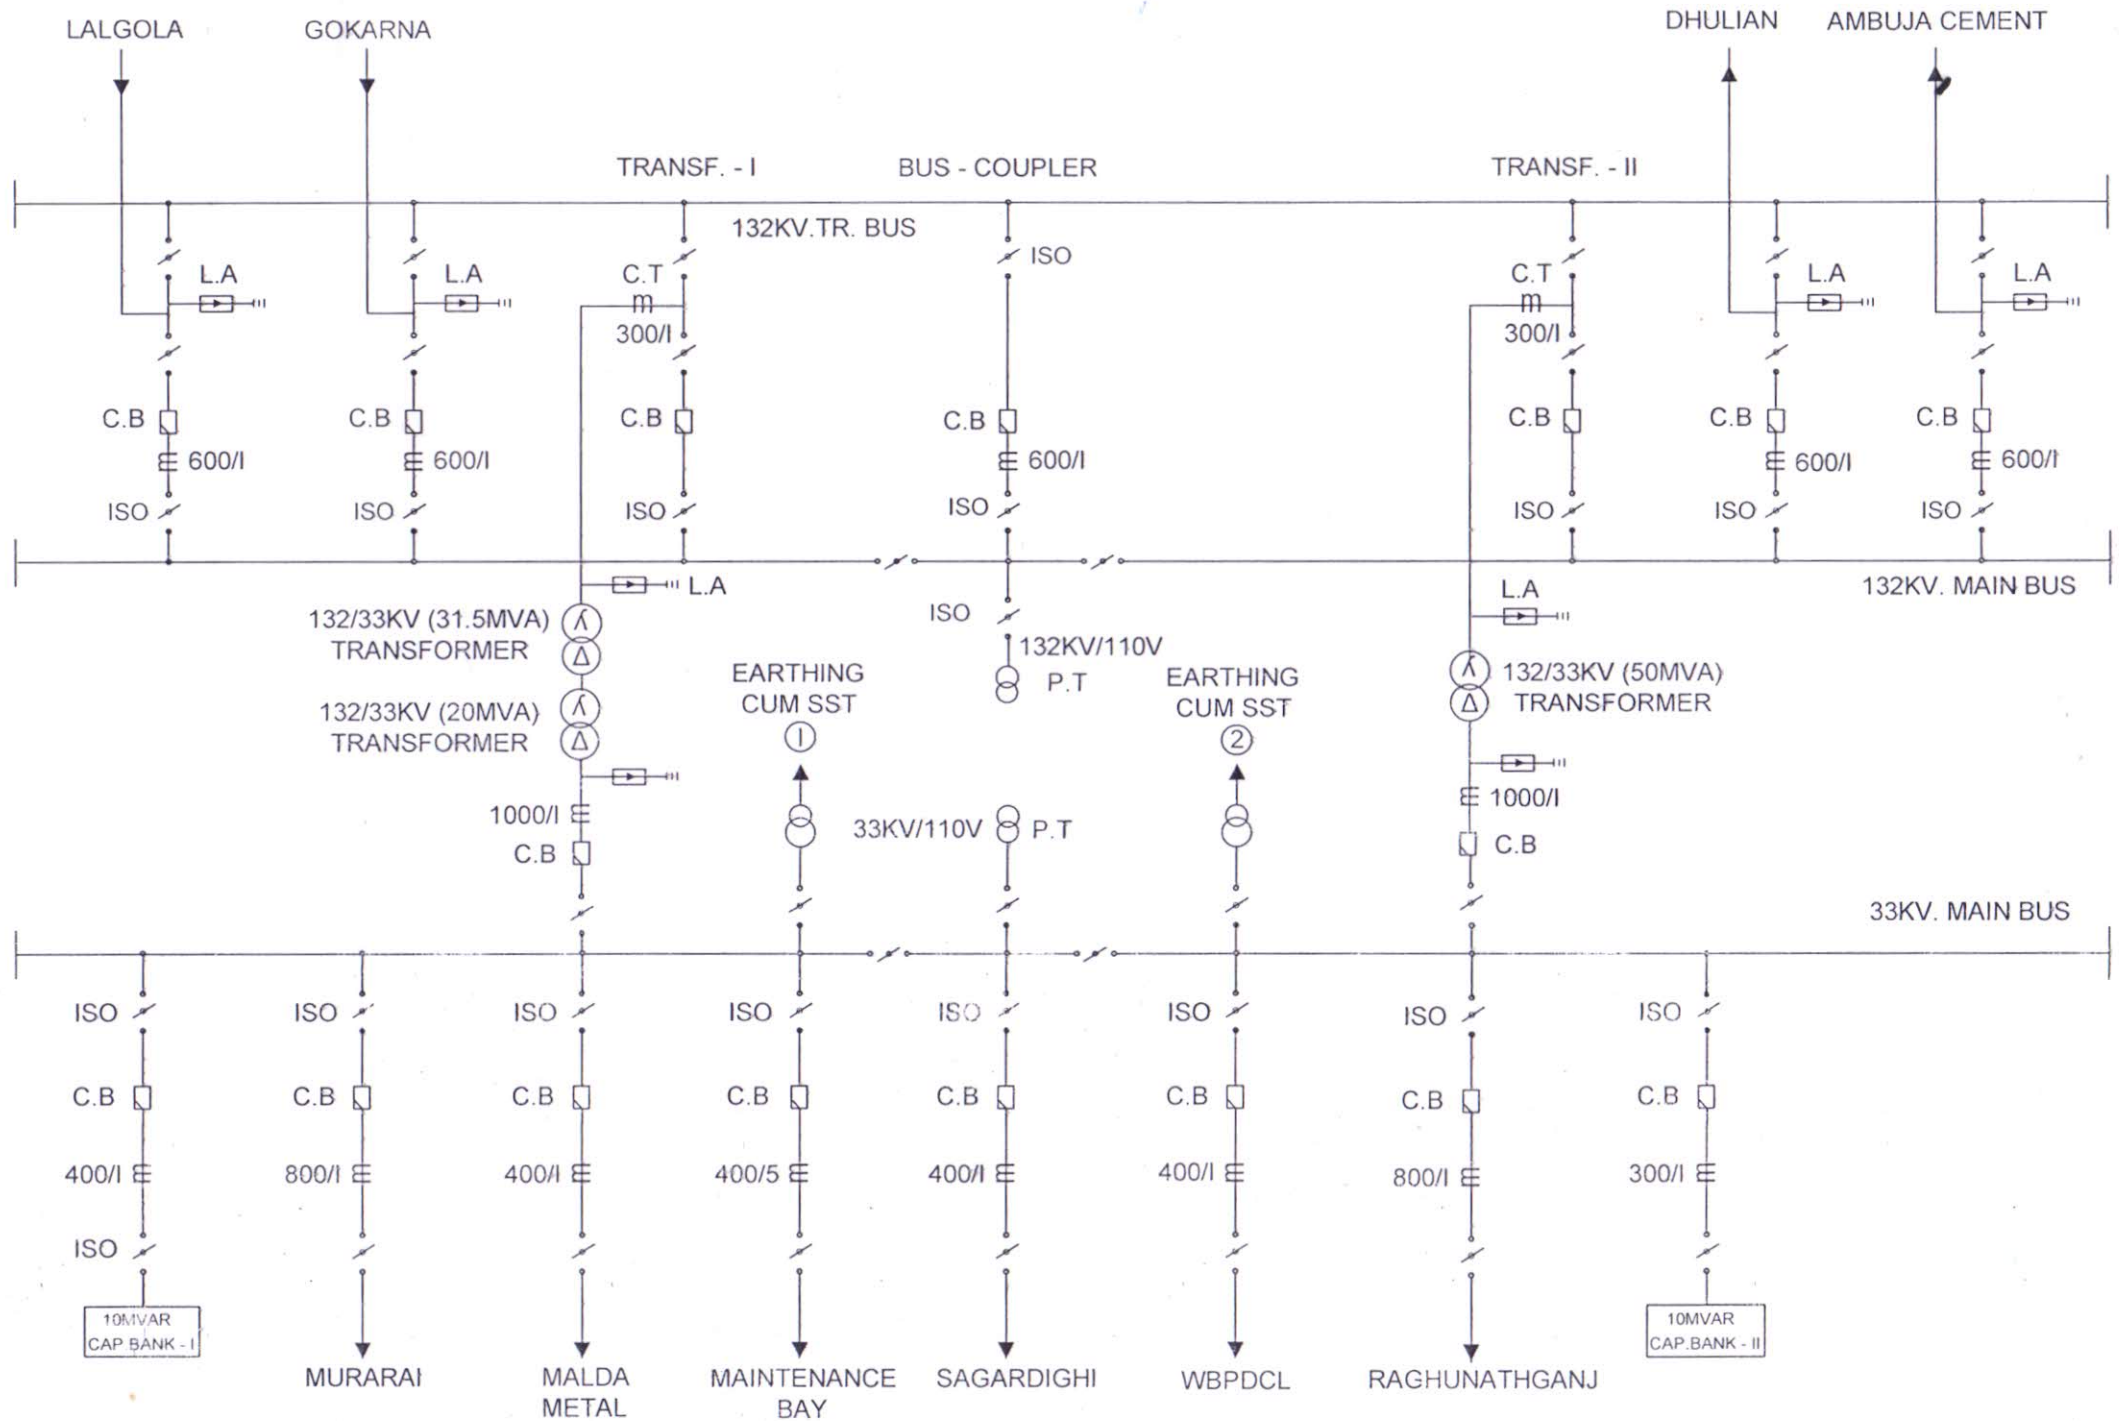 LALGOLA
GOKARNA
DHULIAN
AMBUJA CEMENT
TRANSF. - I
BUS - COUPLER
TRANSF. - II
132KV.TR. BUS
ISO
L.A
L.A
C.T
C.T
L.A
L.A
300/I
300/I
C.B
C.B
C.B
C.B
C.B
C.B
C.B
600/I
600/I
600/I
600/I
600/I
ISO
ISO
ISO
ISO
ISO
ISO
ISO
132KV. MAIN BUS
L.A
L.A
ISO
132/33KV (31.5MVA)
TRANSFORMER
132KV/110V
P.T
EARTHING
CUM SST
1
EARTHING
CUM SST
2
132/33KV (50MVA)
TRANSFORMER
132/33KV (20MVA)
TRANSFORMER
1000/I
C.B
33KV/110V
P.T
1000/I
C.B
33KV. MAIN BUS
ISO
ISO
ISO
ISO
ISO
ISO
ISO
ISO
C.B
C.B
C.B
C.B
C.B
C.B
C.B
C.B
400/I
800/I
400/I
400/5
400/I
400/I
800/I
300/I
ISO
10MVAR
CAP.BANK - I
10MVAR
CAP.BANK - II
MURARAI
MALDA
METAL
MAINTENANCE
BAY
SAGARDIGHI
WBPDCL
RAGHUNATHGANJ